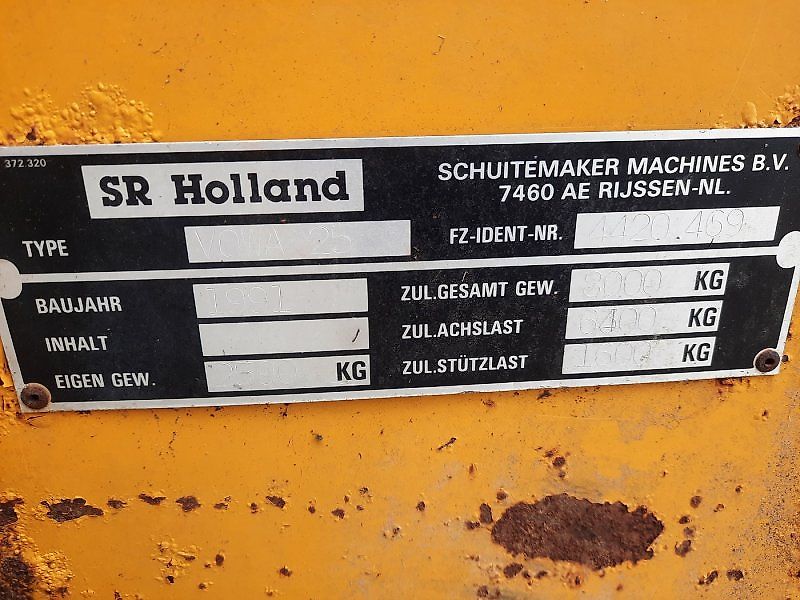 372 320
SR Holland
SCHUITEMAKER MACHINES B.V.
7460 AE RIJSSEN-NL.
TYPE 25
FZ-IDENT-NR. 4420.469
BAUJAHR 1991
INHALT
EIGEN GEW. KG
ZUL.GESAMT GEW. 8000 KG
ZUL.ACHSLAST 6400 KG
ZUL.STÜTZLAST 1600 KG